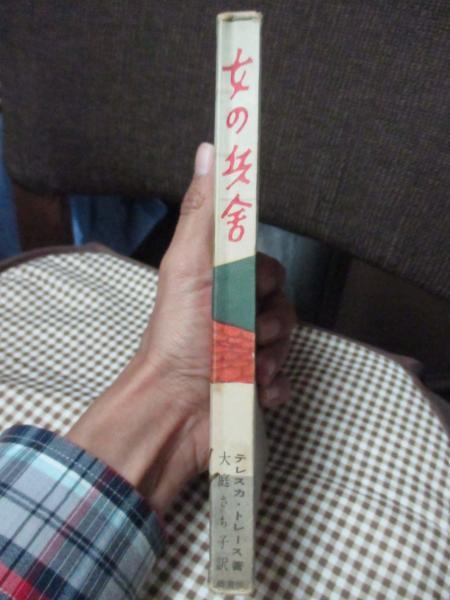 女の兵舎
テレスカ・トレース著
大庭さち子訳